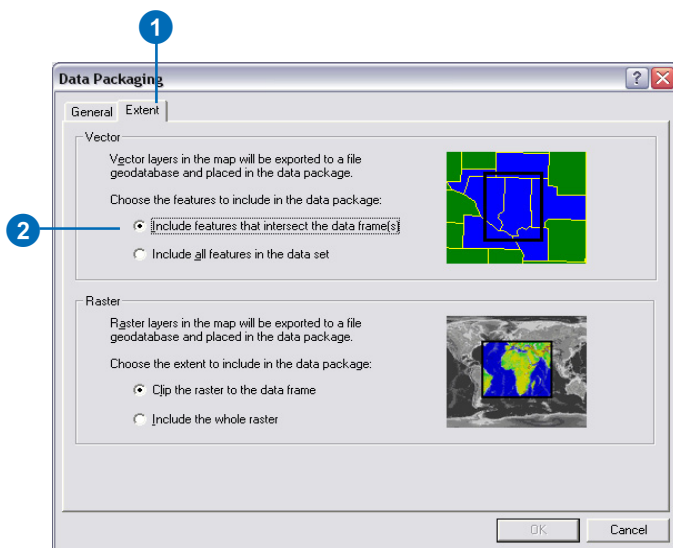 1
Data Packaging
General Extent
Vector
Vector layers in the map will be exported to a file
geodatabase and placed in the data package.
Choose the features to include in the data package:
2
Include features that intersect the data frame(s)
Include all features in the data set
Raster
Raster layers in the map will be exported to a file
geodatabase and placed in the data package.
Choose the extent to include in the data package:
Clip the raster to the data frame
Include the whole raster
OK Cancel